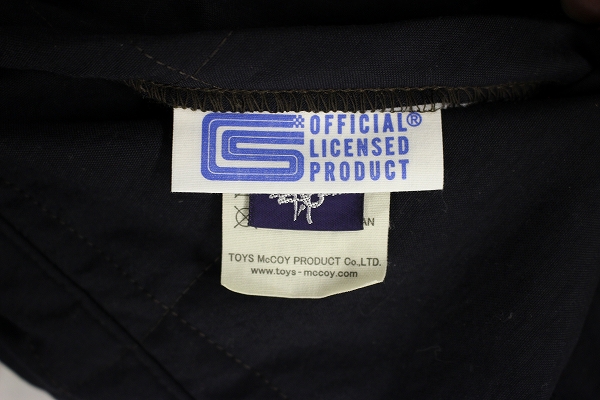 OFFICIAL®
LICENSED
PRODUCT
TOYS McCOY PRODUCT Co.,LTD.
www.toys-mccoy.com